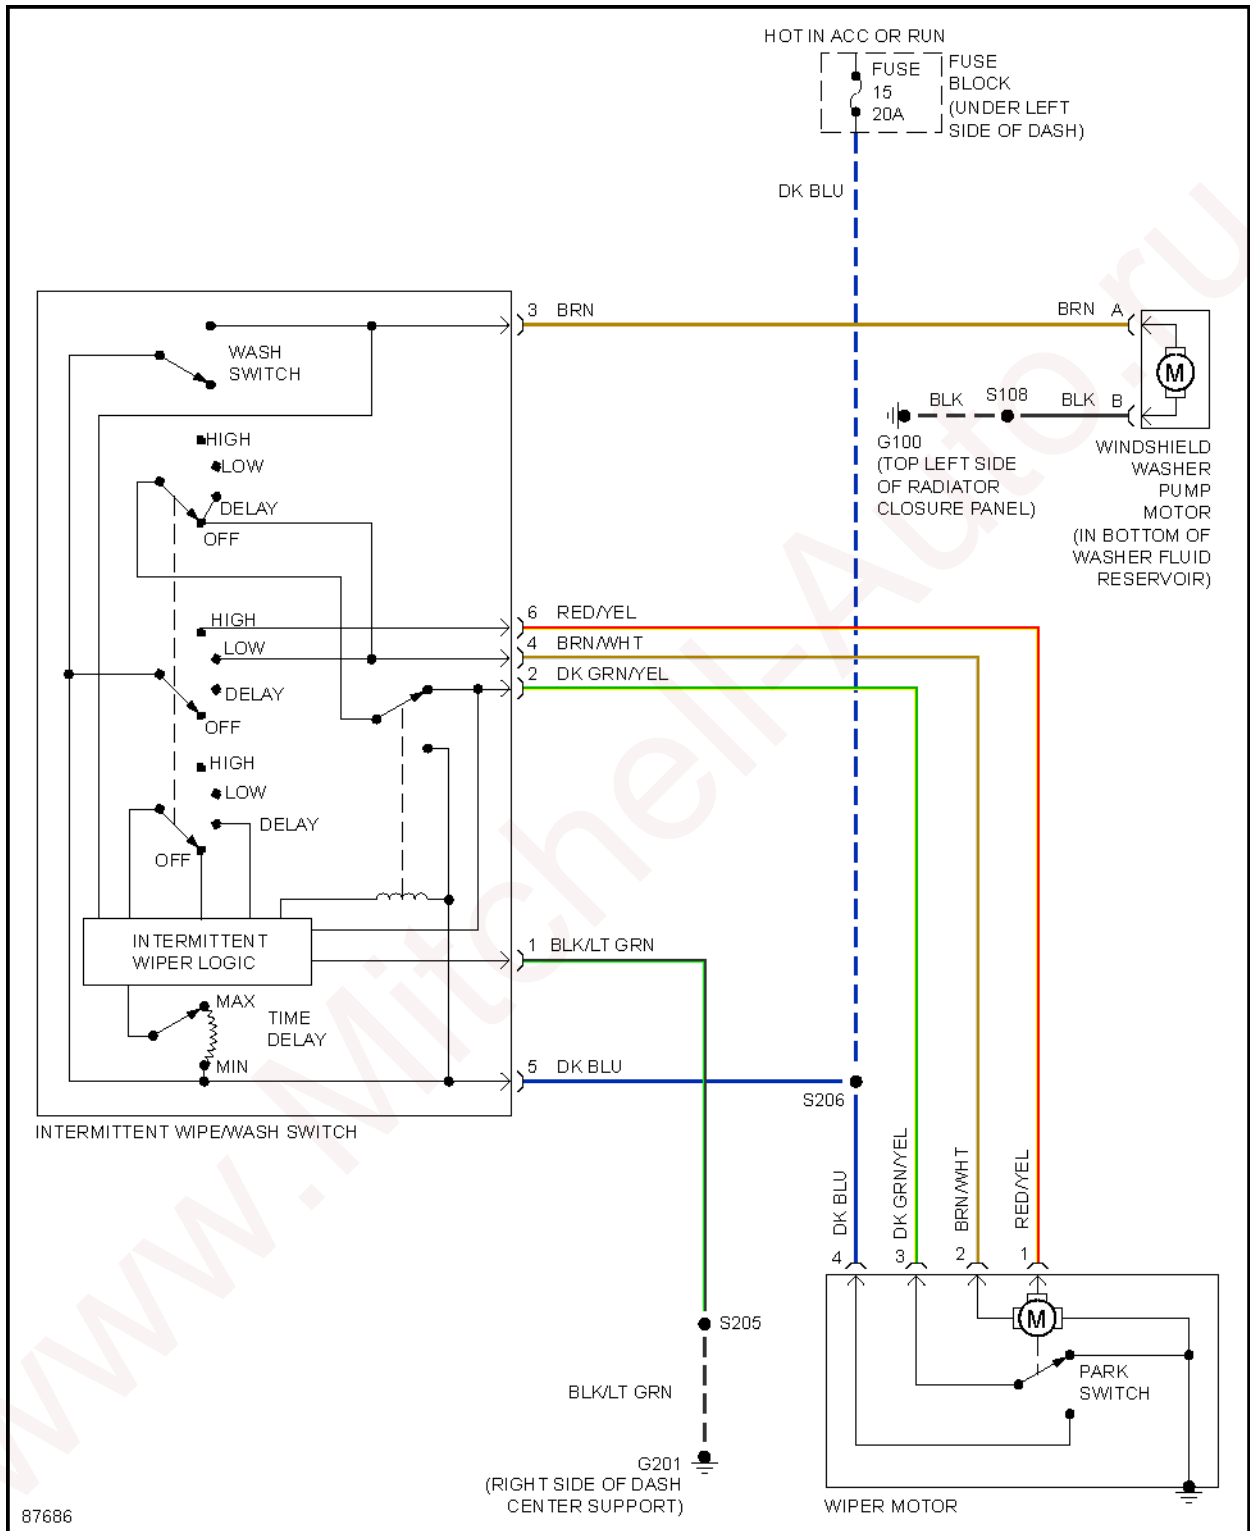 HOT IN ACC OR RUN
FUSE
15
20A
FUSE
BLOCK
(UNDER LEFT
SIDE OF DASH)
DK BLU
3 BRN
BRN A
WASH
SWITCH
M
BLK S108 BLK B
G100
(TOP LEFT SIDE
OF RADIATOR
CLOSURE PANEL)
WINDSHIELD
WASHER
PUMP
MOTOR
(IN BOTTOM OF
WASHER FLUID
RESERVOIR)
HIGH
LOW
DELAY
OFF
6 RED/YEL
4 BRN/WHT
2 DK GRN/YEL
HIGH
LOW
DELAY
OFF
HIGH
LOW
DELAY
OFF
INTERMITTENT
WIPER LOGIC
1 BLK/LT GRN
MAX
TIME
DELAY
MIN
5 DK BLU
S206
INTERMITTENT WIPE/WASH SWITCH
DK BLU
DK GRN/YEL
BRN/WHT
RED/YEL
4 3 2 1
M
PARK
SWITCH
WIPER MOTOR
S205
BLK/LT GRN
G201
(RIGHT SIDE OF DASH
CENTER SUPPORT)
87686
www.Mitchell-Auto.ru